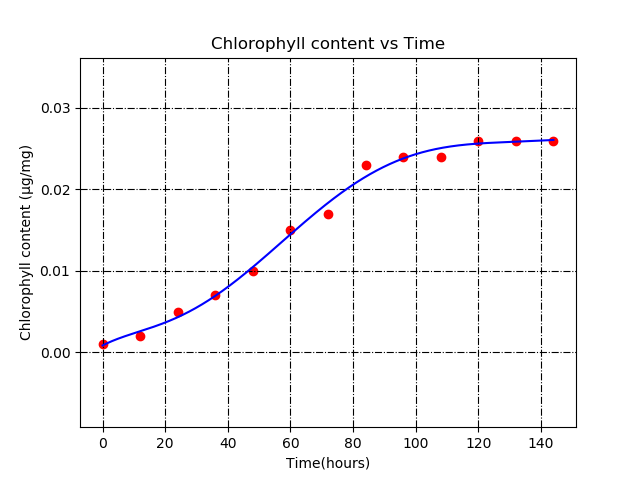 Chlorophyll content vs Time
0.03
0.02
0.01
0.00
Chlorophyll content (µg/mg)
0 20 40 60 80 100 120 140
Time(hours)